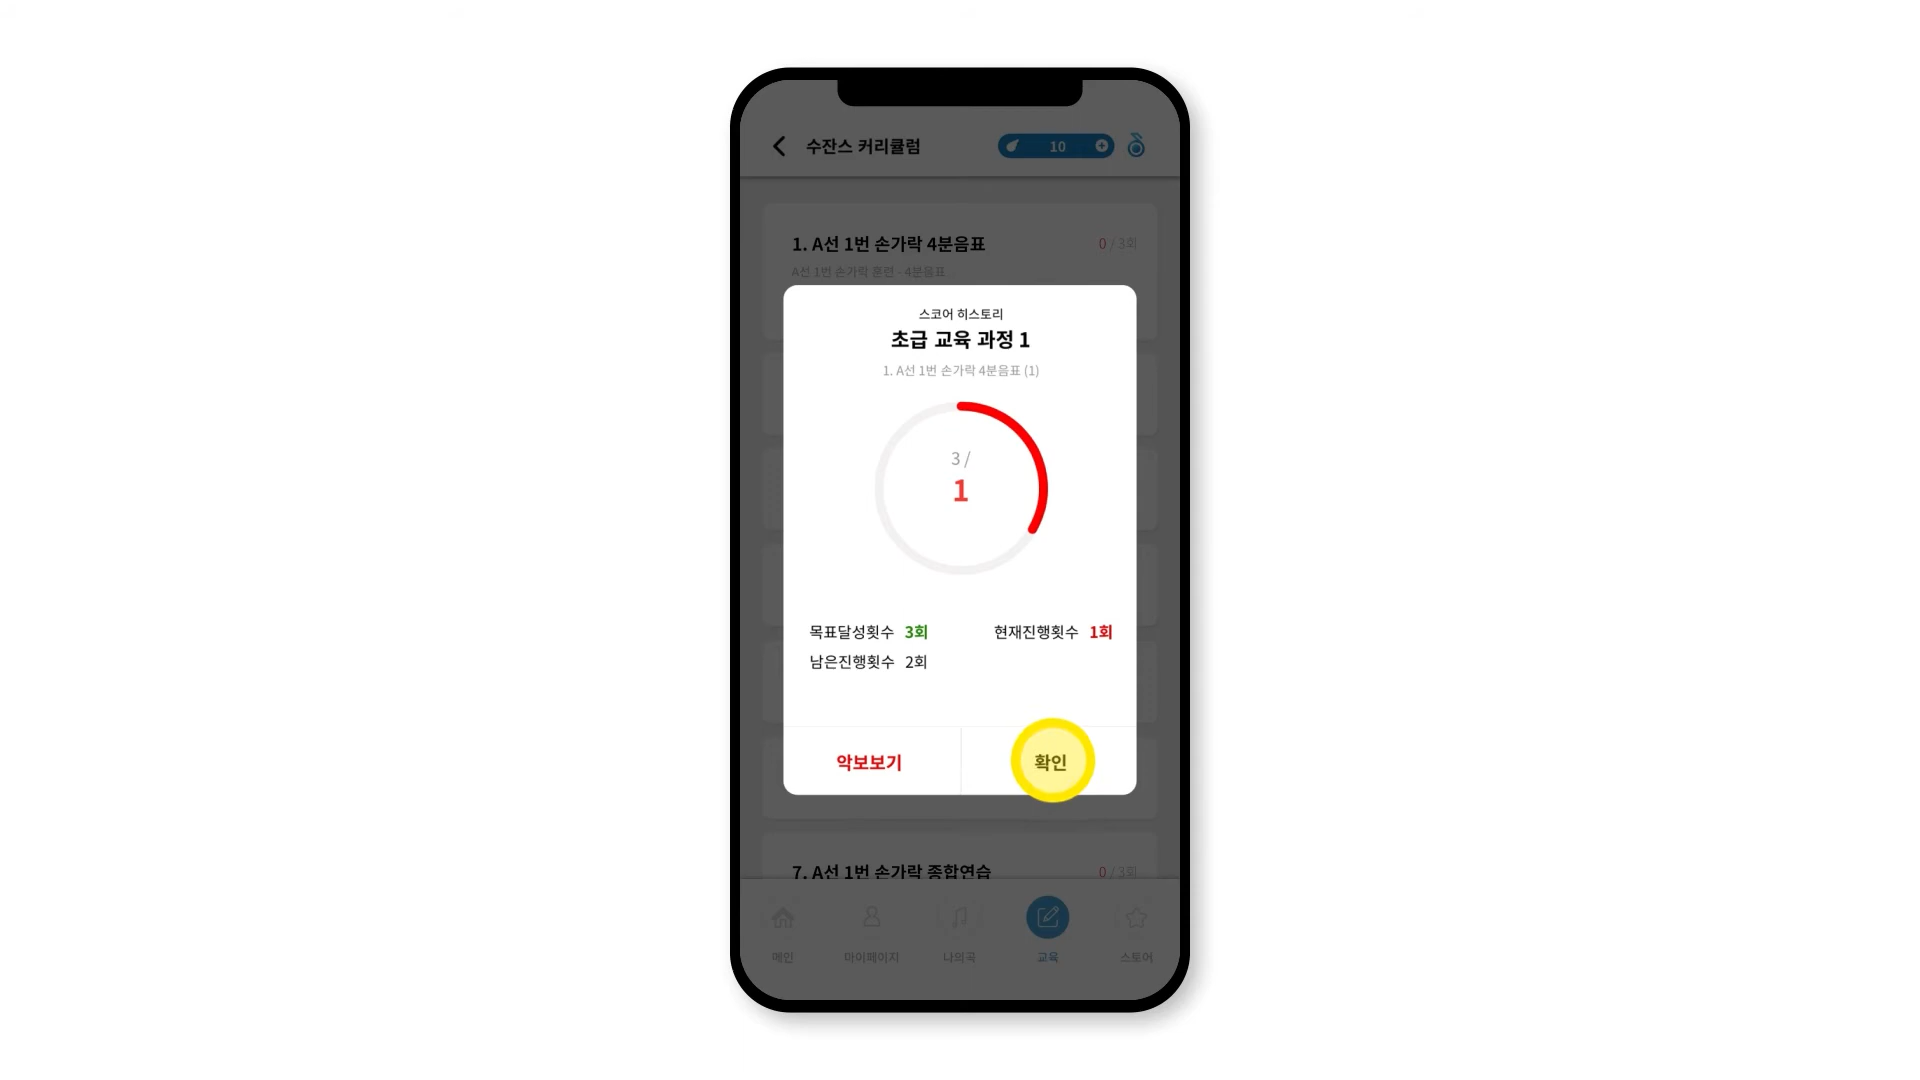 수잔스 커리큘럼
10
1. A선 1번 손가락 4분음표
0 / 3회
A선 1번 손가락 훈련 - 4분음표
스코어 히스토리
초급 교육 과정 1
1. A선 1번 손가락 4분음표 (1)
3 /
1
목표달성횟수 3회
현재진행횟수 1회
남은진행횟수 2회
악보보기
확인
7. A선 1번 손가락 종합연습
0 / 3회
메인
마이페이지
나의곡
교육
스토어